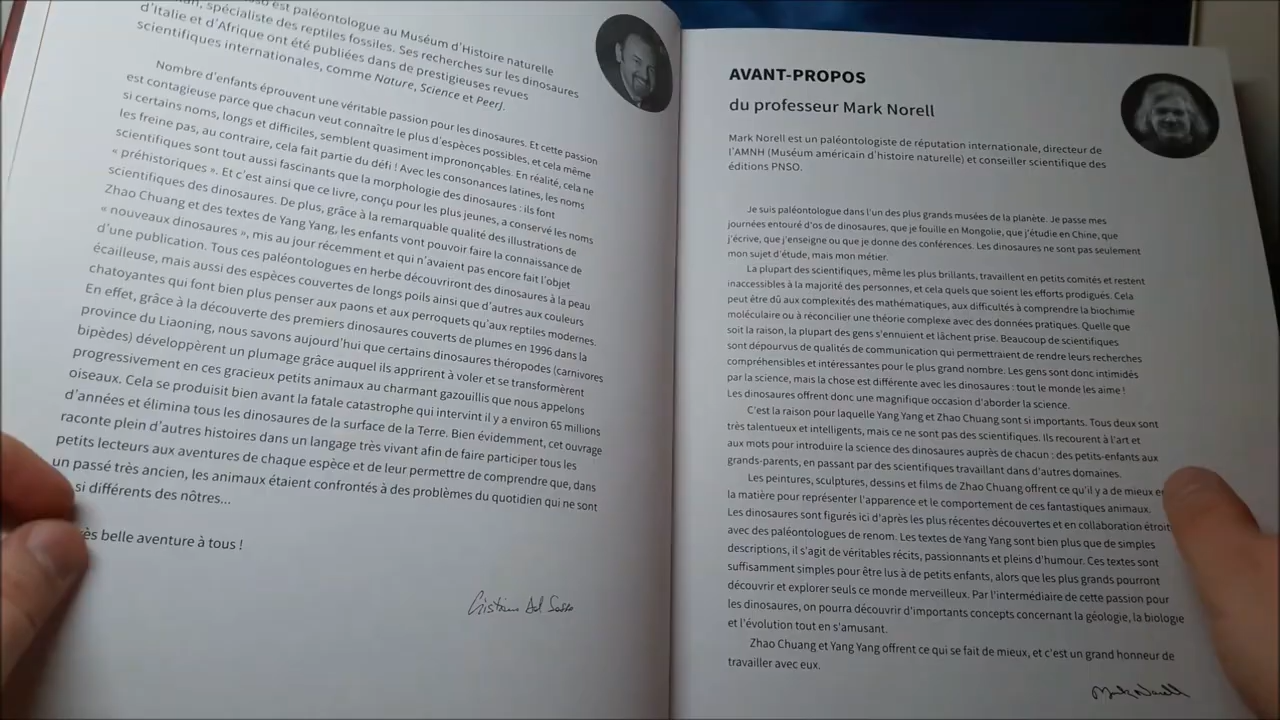 est paléontologue au Muséum d'Histoire naturelle
spécialiste des reptiles fossiles. Ses recherches sur les dinosaures
d'Italie et d'Afrique ont été publiées dans de prestigieuses revues
scientifiques internationales, comme Nature, Science et PeerJ.
Nombre d'enfants éprouvent une véritable passion pour les dinosaures. Et cette passion
est contagieuse parce que chacun veut connaître le plus d'espèces possibles, et cela même
si certains noms, longs et difficiles, semblent quasiment imprononçables. En réalité, cela ne
les freine pas, au contraire, cela fait partie du défi ! Avec les consonances latines, les noms
scientifiques sont tout aussi fascinants que la morphologie des dinosaures : ils font
« préhistoriques ». Et c'est ainsi que ce livre, conçu pour les plus jeunes, a conservé les noms
scientifiques des dinosaures. De plus, grâce à la remarquable qualité des illustrations de
Zhao Chuang et des textes de Yang Yang, les enfants vont pouvoir faire la connaissance de
« nouveaux dinosaures », mis au jour récemment et qui n'avaient pas encore fait l'objet
d'une publication. Tous ces paléontologues en herbe découvriront des dinosaures à la peau
écailleuse, mais aussi des espèces couvertes de longs poils ainsi que d'autres aux couleurs
chatoyantes qui font bien plus penser aux paons et aux perroquets qu'aux reptiles modernes.
En effet, grâce à la découverte des premiers dinosaures couverts de plumes en 1996 dans la
province du Liaoning, nous savons aujourd'hui que certains dinosaures théropodes (carnivores
bipèdes) développèrent un plumage grâce auquel ils apprirent à voler et se transformèrent
progressivement en ces gracieux petits animaux au charmant gazouillis que nous appelons
oiseaux. Cela se produisit bien avant la fatale catastrophe qui intervint il y a environ 65 millions
d'années et élimina tous les dinosaures de la surface de la Terre. Bien évidemment, cet ouvrage
raconte plein d'autres histoires dans un langage très vivant afin de faire participer tous les
petits lecteurs aux aventures de chaque espèce et de leur permettre de comprendre que, dans
un passé très ancien, les animaux étaient confrontés à des problèmes du quotidien qui ne sont
si différents des nôtres...
belle aventure à tous !
Cristiano Dal Sasso
AVANT-PROPOS
du professeur Mark Norell
Mark Norell est un paléontologiste de réputation internationale, directeur de
l'AMNH (Muséum américain d'histoire naturelle) et conseiller scientifique des
éditions PNSO.
Je suis paléontologue dans l'un des plus grands musées de la planète. Je passe mes
journées entouré d'os de dinosaures, que je fouille en Mongolie, que j'étudie en Chine, que
j'écrive, que j'enseigne ou que je donne des conférences. Les dinosaures ne sont pas seulement
mon sujet d'étude, mais mon métier.
La plupart des scientifiques, même les plus brillants, travaillent en petits comités et restent
inaccessibles à la majorité des personnes, et cela quels que soient les efforts prodigués. Cela
peut être dû aux complexités des mathématiques, aux difficultés à comprendre la biochimie
moléculaire ou à réconcilier une théorie complexe avec des données pratiques. Quelle que
soit la raison, la plupart des gens s'ennuient et lâchent prise. Beaucoup de scientifiques
sont dépourvus de qualités de communication qui permettraient de rendre leurs recherches
compréhensibles et intéressantes pour le plus grand nombre. Les gens sont donc intimidés
par la science, mais la chose est différente avec les dinosaures : tout le monde les aime !
Les dinosaures offrent donc une magnifique occasion d'aborder la science.
C'est la raison pour laquelle Yang Yang et Zhao Chuang sont si importants. Tous deux sont
très talentueux et intelligents, mais ce ne sont pas des scientifiques. Ils recourent à l'art et
aux mots pour introduire la science des dinosaures auprès de chacun : des petits-enfants aux
grands-parents, en passant par des scientifiques travaillant dans d'autres domaines.
Les peintures, sculptures, dessins et films de Zhao Chuang offrent ce qu'il y a de mieux
la matière pour représenter l'apparence et le comportement de ces fantastiques animaux.
Les dinosaures sont figurés ici d'après les plus récentes découvertes et en collaboration étroit
avec des paléontologues de renom. Les textes de Yang Yang sont bien plus que de simples
descriptions, il s'agit de véritables récits, passionnants et pleins d'humour. Ces textes sont
suffisamment simples pour être lus à de petits enfants, alors que les plus grands pourront
découvrir et explorer seuls ce monde merveilleux. Par l'intermédiaire de cette passion pour
les dinosaures, on pourra découvrir d'importants concepts concernant la géologie, la biologie
et l'évolution tout en s'amusant.
Zhao Chuang et Yang Yang offrent ce qui se fait de mieux, et c'est un grand honneur de
travailler avec eux.
Mark Norell